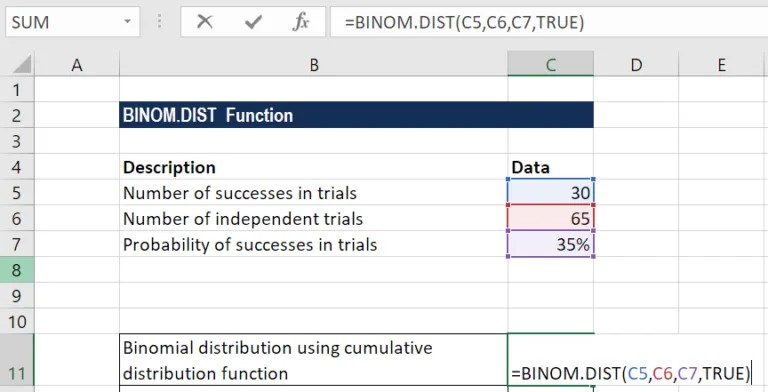 SUM =BINOM.DIST(C5,C6,C7,TRUE)
A B C D E
1
2 BINOM.DIST Function
3
4 Description Data
5 Number of successes in trials 30
6 Number of independent trials 65
7 Probability of successes in trials 35%
8
9
10
Binomial distribution using cumulative
11 distribution function =BINOM.DIST(C5,C6,C7,TRUE)